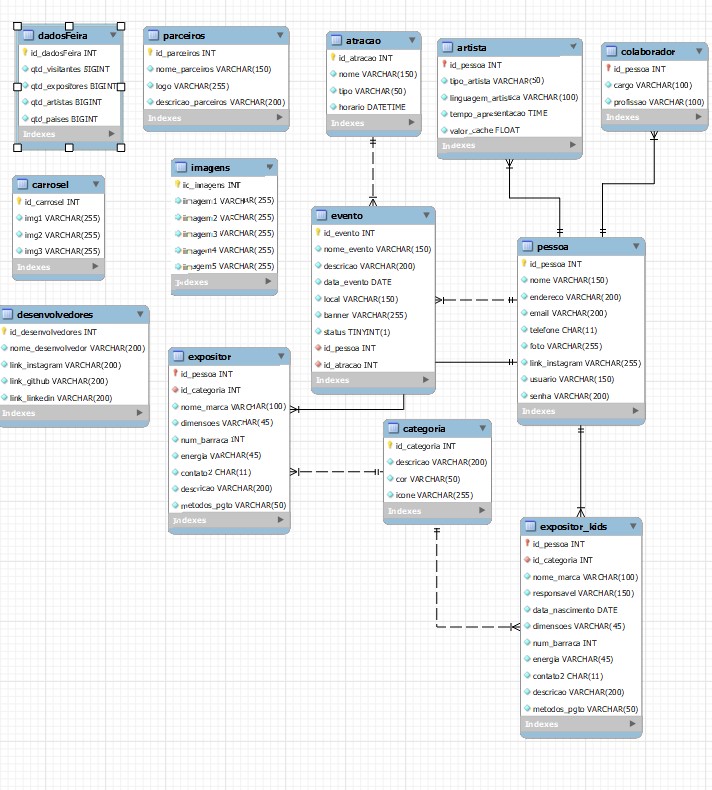 dadosFeira
id_dadosFeira INT
qtd_visitantes BIGINT
qtd_expositores BIGINT
qtd_artistas BIGINT
qtd_paises BIGINT
Indexes
parceiros
id_parceiros INT
nome_parceiros VARCHAR(150)
logo VARCHAR(255)
descricao_parceiros VARCHAR(200)
Indexes
atracao
id_atracao INT
nome VARCHAR(150)
tipo VARCHAR(50)
horario DATETIME
Indexes
artista
id_pessoa INT
tipo_artista VARCHAR(50)
linguagem_artistica VARCHAR(100)
tempo_apresentacao TIME
valor_cache FLOAT
Indexes
colaborador
id_pessoa INT
cargo VARCHAR(100)
profissao VARCHAR(100)
Indexes
carrosel
id_carrosel INT
img1 VARCHAR(255)
img2 VARCHAR(255)
img3 VARCHAR(255)
Indexes
imagens
id_imagens INT
imagem1 VARCHAR(255)
imagem2 VARCHAR(255)
imagem3 VARCHAR(255)
imagem4 VARCHAR(255)
imagem5 VARCHAR(255)
Indexes
evento
id_evento INT
nome_evento VARCHAR(150)
descricao VARCHAR(200)
data_evento DATE
local VARCHAR(150)
banner VARCHAR(255)
status TINYINT(1)
id_pessoa INT
id_atracao INT
Indexes
pessoa
id_pessoa INT
nome VARCHAR(150)
endereco VARCHAR(200)
email VARCHAR(200)
telefone CHAR(11)
foto VARCHAR(255)
link_instagram VARCHAR(255)
usuario VARCHAR(150)
senha VARCHAR(200)
Indexes
desenvolvedores
id_desenvolvedores INT
nome_desenvolvedor VARCHAR(200)
link_instagram VARCHAR(200)
link_github VARCHAR(200)
link_linkedin VARCHAR(200)
Indexes
expositor
id_pessoa INT
id_categoria INT
nome_marca VARCHAR(100)
dimensoes VARCHAR(45)
num_barraca INT
energia VARCHAR(45)
contato2 CHAR(11)
descricao VARCHAR(200)
metodos_pgto VARCHAR(50)
Indexes
categoria
id_categoria INT
descricao VARCHAR(200)
cor VARCHAR(50)
icone VARCHAR(255)
Indexes
expositor_kids
id_pessoa INT
id_categoria INT
nome_marca VARCHAR(100)
responsavel VARCHAR(150)
data_nascimento DATE
dimensoes VARCHAR(45)
num_barraca INT
energia VARCHAR(45)
contato2 CHAR(11)
descricao VARCHAR(200)
metodos_pgto VARCHAR(50)
Indexes